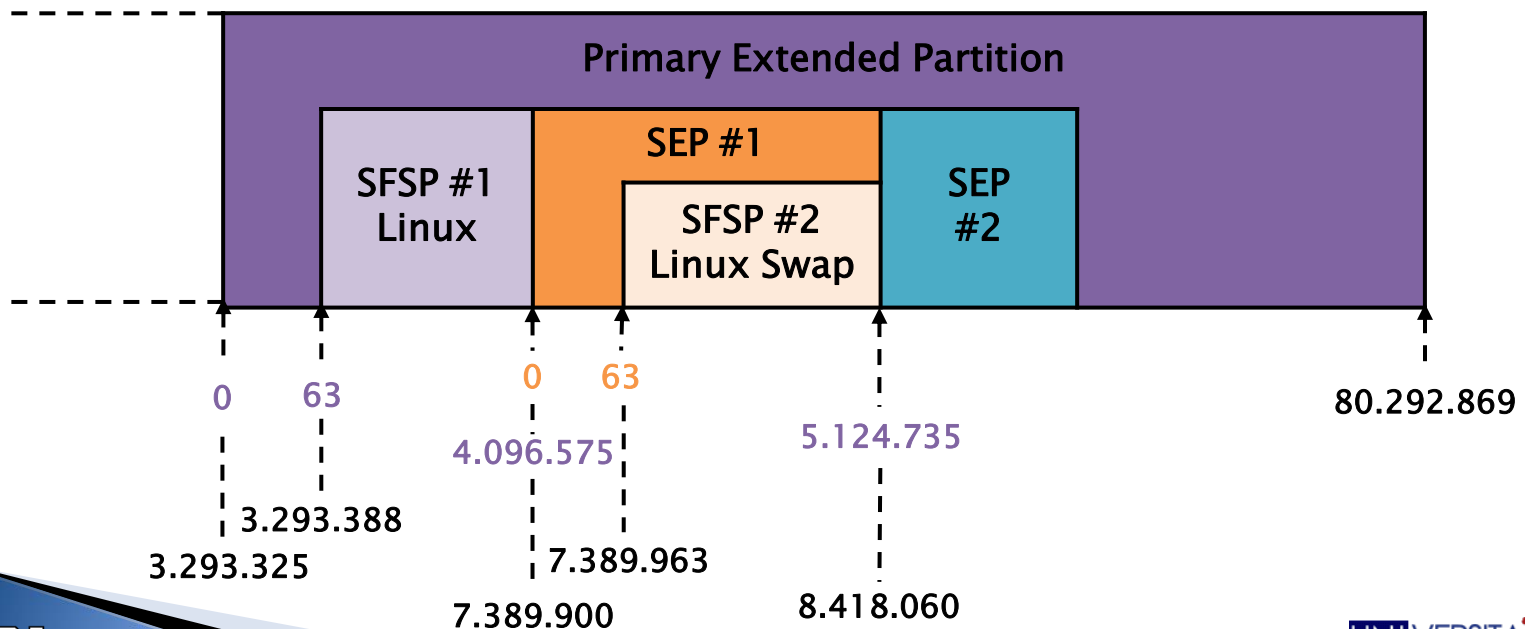 Primary Extended Partition
SEP #1
SFSP #1
Linux
SEP
#2
SFSP #2
Linux Swap
0
63
0
63
80.292.869
4.096.575
5.124.735
3.293.388
3.293.325
7.389.963
7.389.900
8.418.060